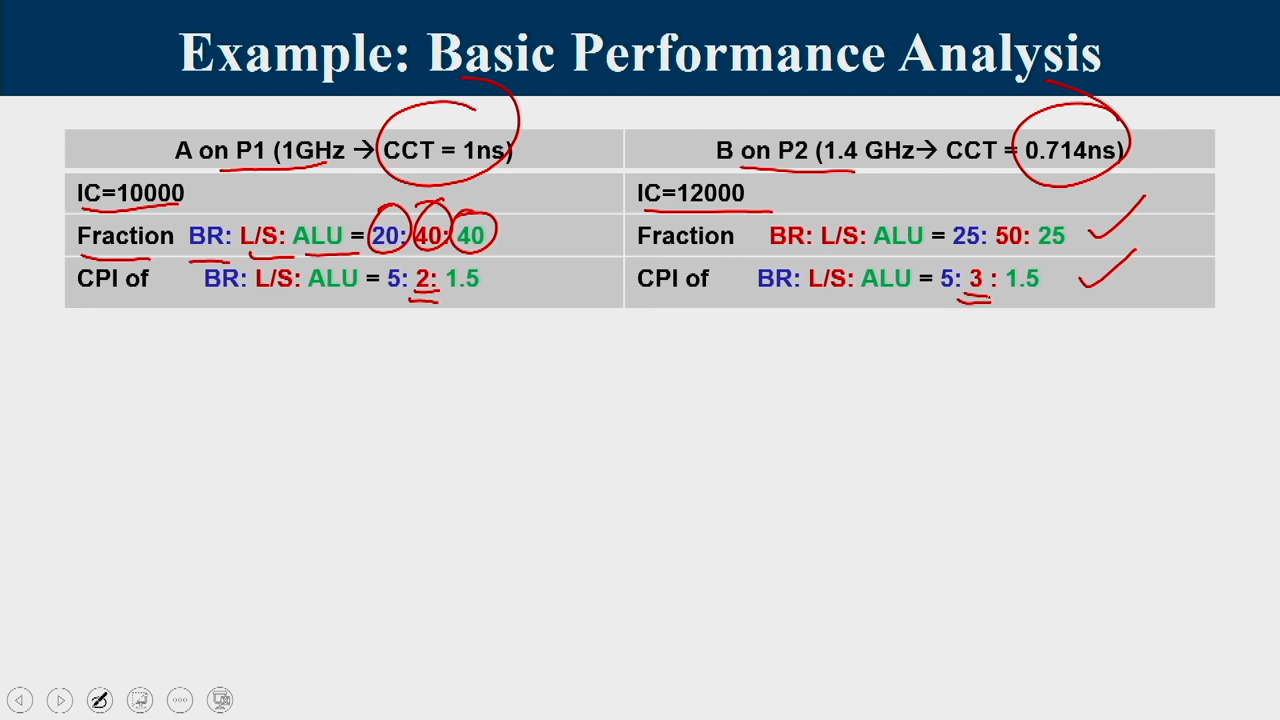 Example: Basic Performance Analysis
A on P1 (1GHz → CCT = 1ns)
B on P2 (1.4 GHz→ CCT = 0.714ns)
IC=10000
IC=12000
Fraction BR: L/S: ALU = 20: 40: 40
Fraction BR: L/S: ALU = 25: 50: 25
CPI of BR: L/S: ALU = 5: 2: 1.5
CPI of BR: L/S: ALU = 5: 3 : 1.5